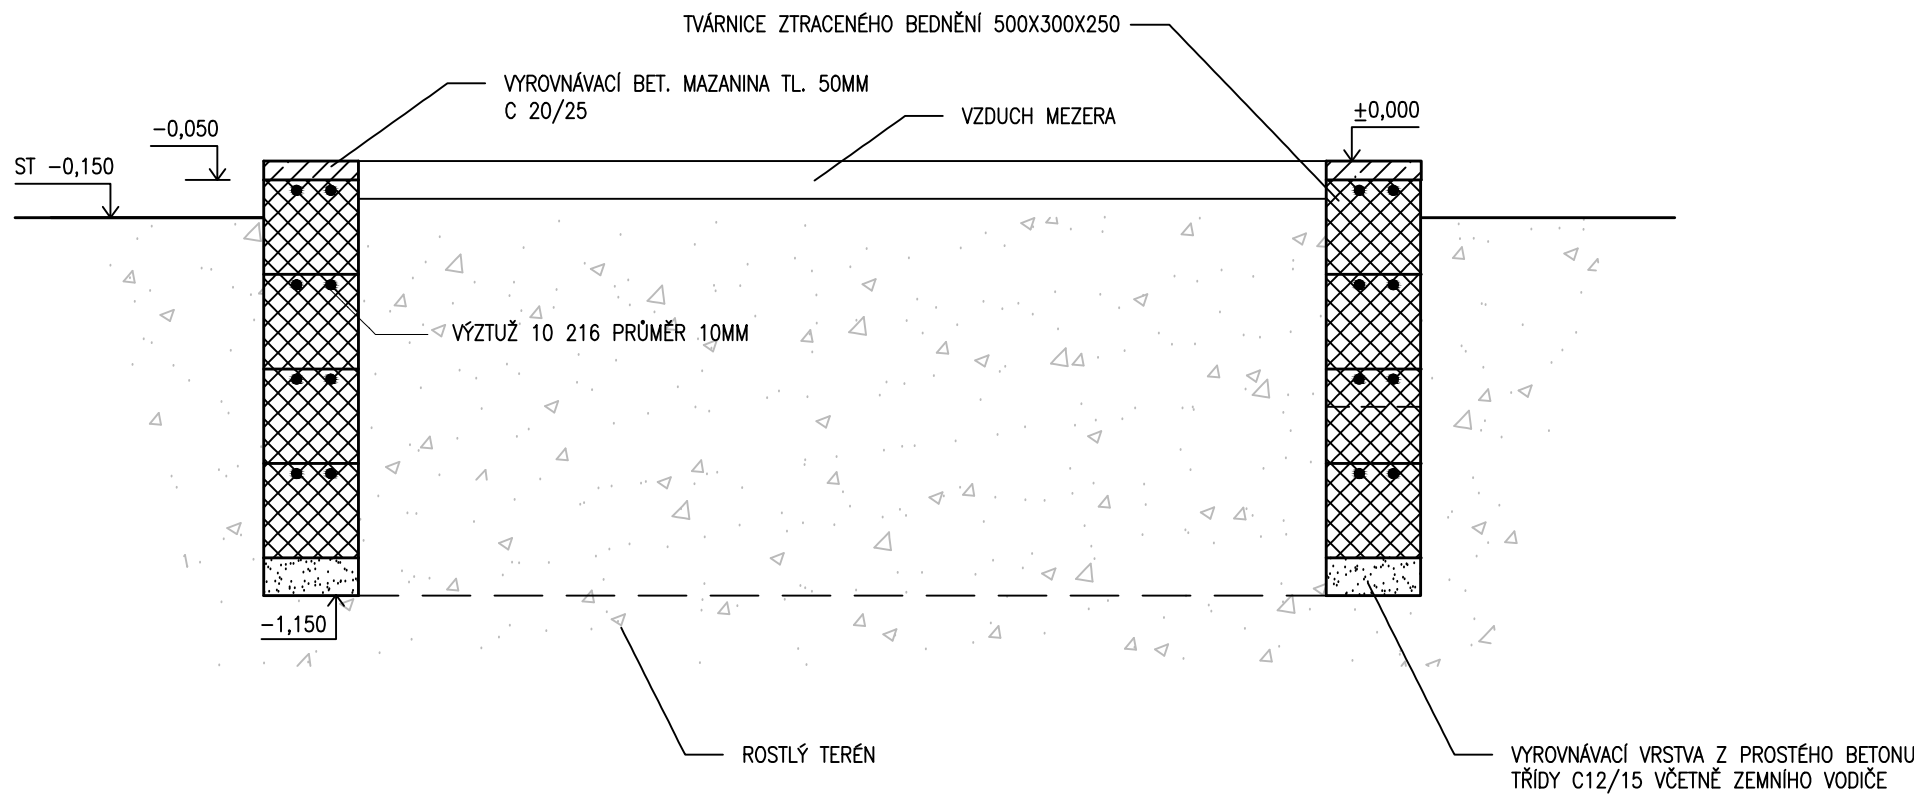 TVÁRNICE ZTRACENÉHO BEDNĚNÍ 500X300X250
VYROVNÁVACÍ BET. MAZANINA TL. 50MM
C 20/25
VZDUCH MEZERA
±0,000
-0,050
ST -0,150
VÝZTUŽ 10 216 PRŮMĚR 10MM
-1,150
ROSTLÝ TERÉN
VYROVNÁVACÍ VRSTVA Z PROSTÉHO BETONU
TŘÍDY C12/15 VČETNĚ ZEMNÍHO VODIČE